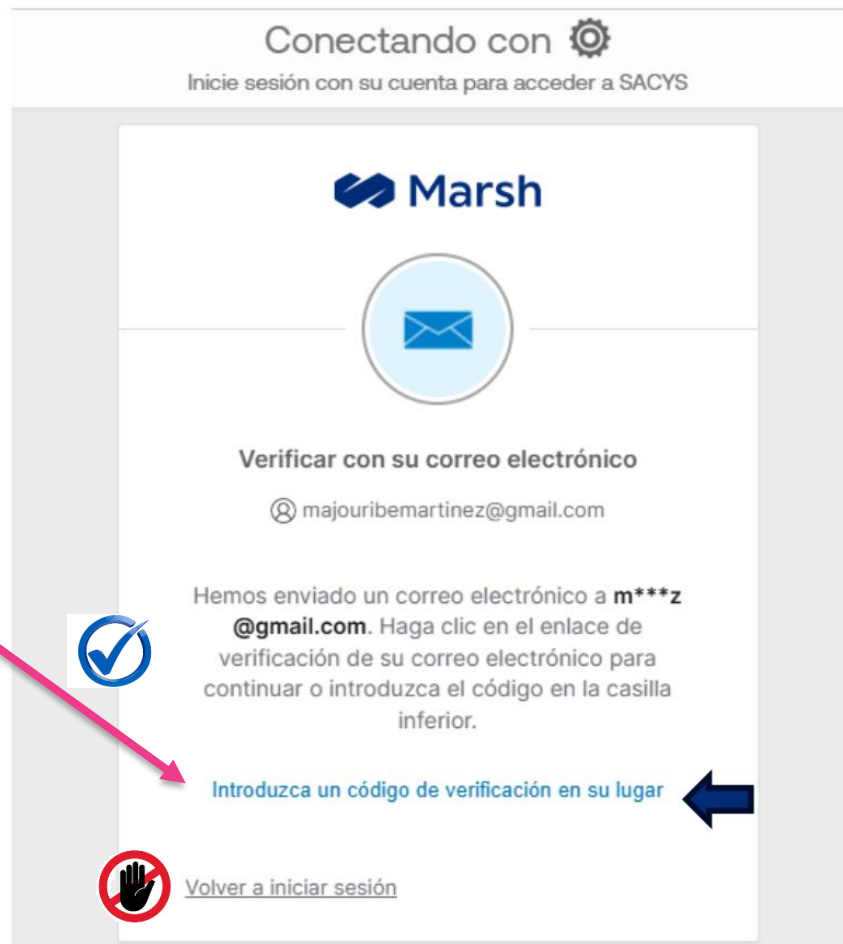 Conectando con
Inicie sesión con su cuenta para acceder a SACYS
Marsh
Verificar con su correo electrónico
majouribemartinez@gmail.com
Hemos enviado un correo electrónico a m***z
@gmail.com. Haga clic en el enlace de
verificación de su correo electrónico para
continuar o introduzca el código en la casilla
inferior.
Introduzca un código de verificación en su lugar
Volver a iniciar sesión